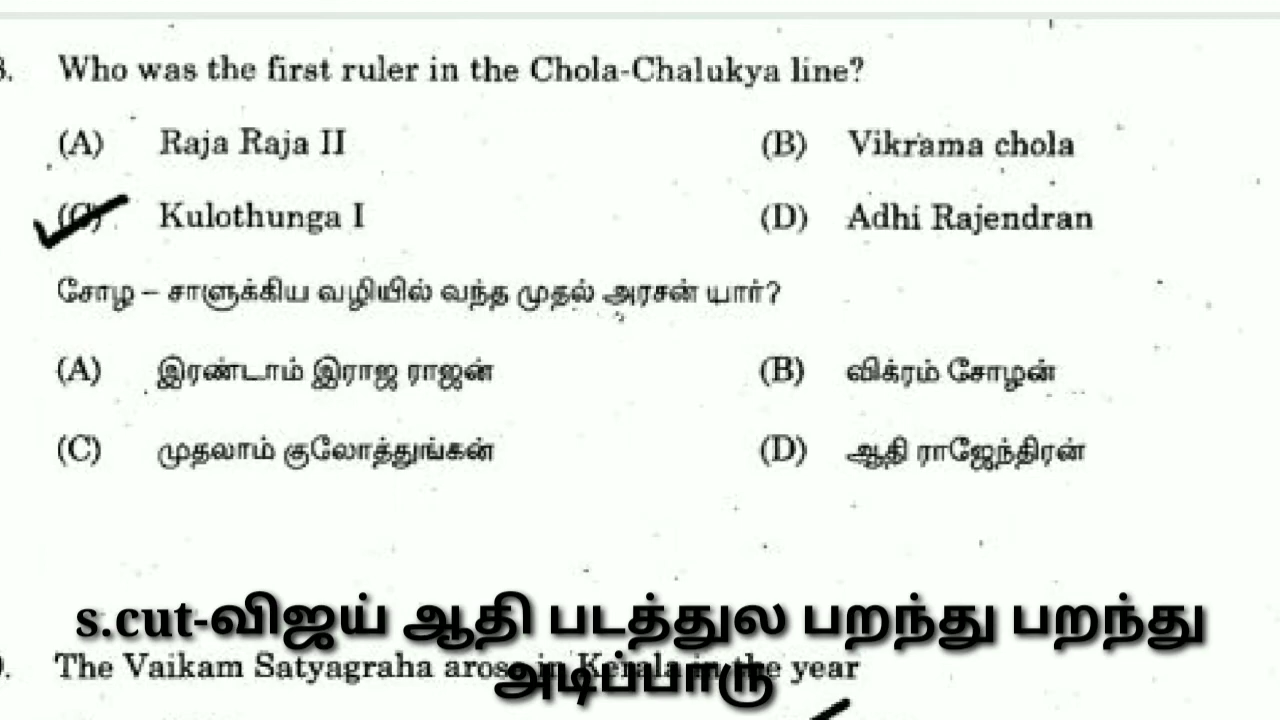 3. Who was the first ruler in the Chola-Chalukya line?
(A) Raja Raja II (B) Vikrama chola
(C) Kulothunga I (D) Adhi Rajendran
சோழ – சாளுக்கிய வழியில் வந்த முதல் அரசன் யார்?
(A) இரண்டாம் இராஜ ராஜன் (B) விக்ரம் சோழன்
(C) முதலாம் குலோத்துங்கன் (D) ஆதி ராஜேந்திரன்
s.cut-விஜய் ஆதி படத்துல பறந்து பறந்து
அடிப்பாரு
The Vaikam Satyagraha arose in Kerala in the year